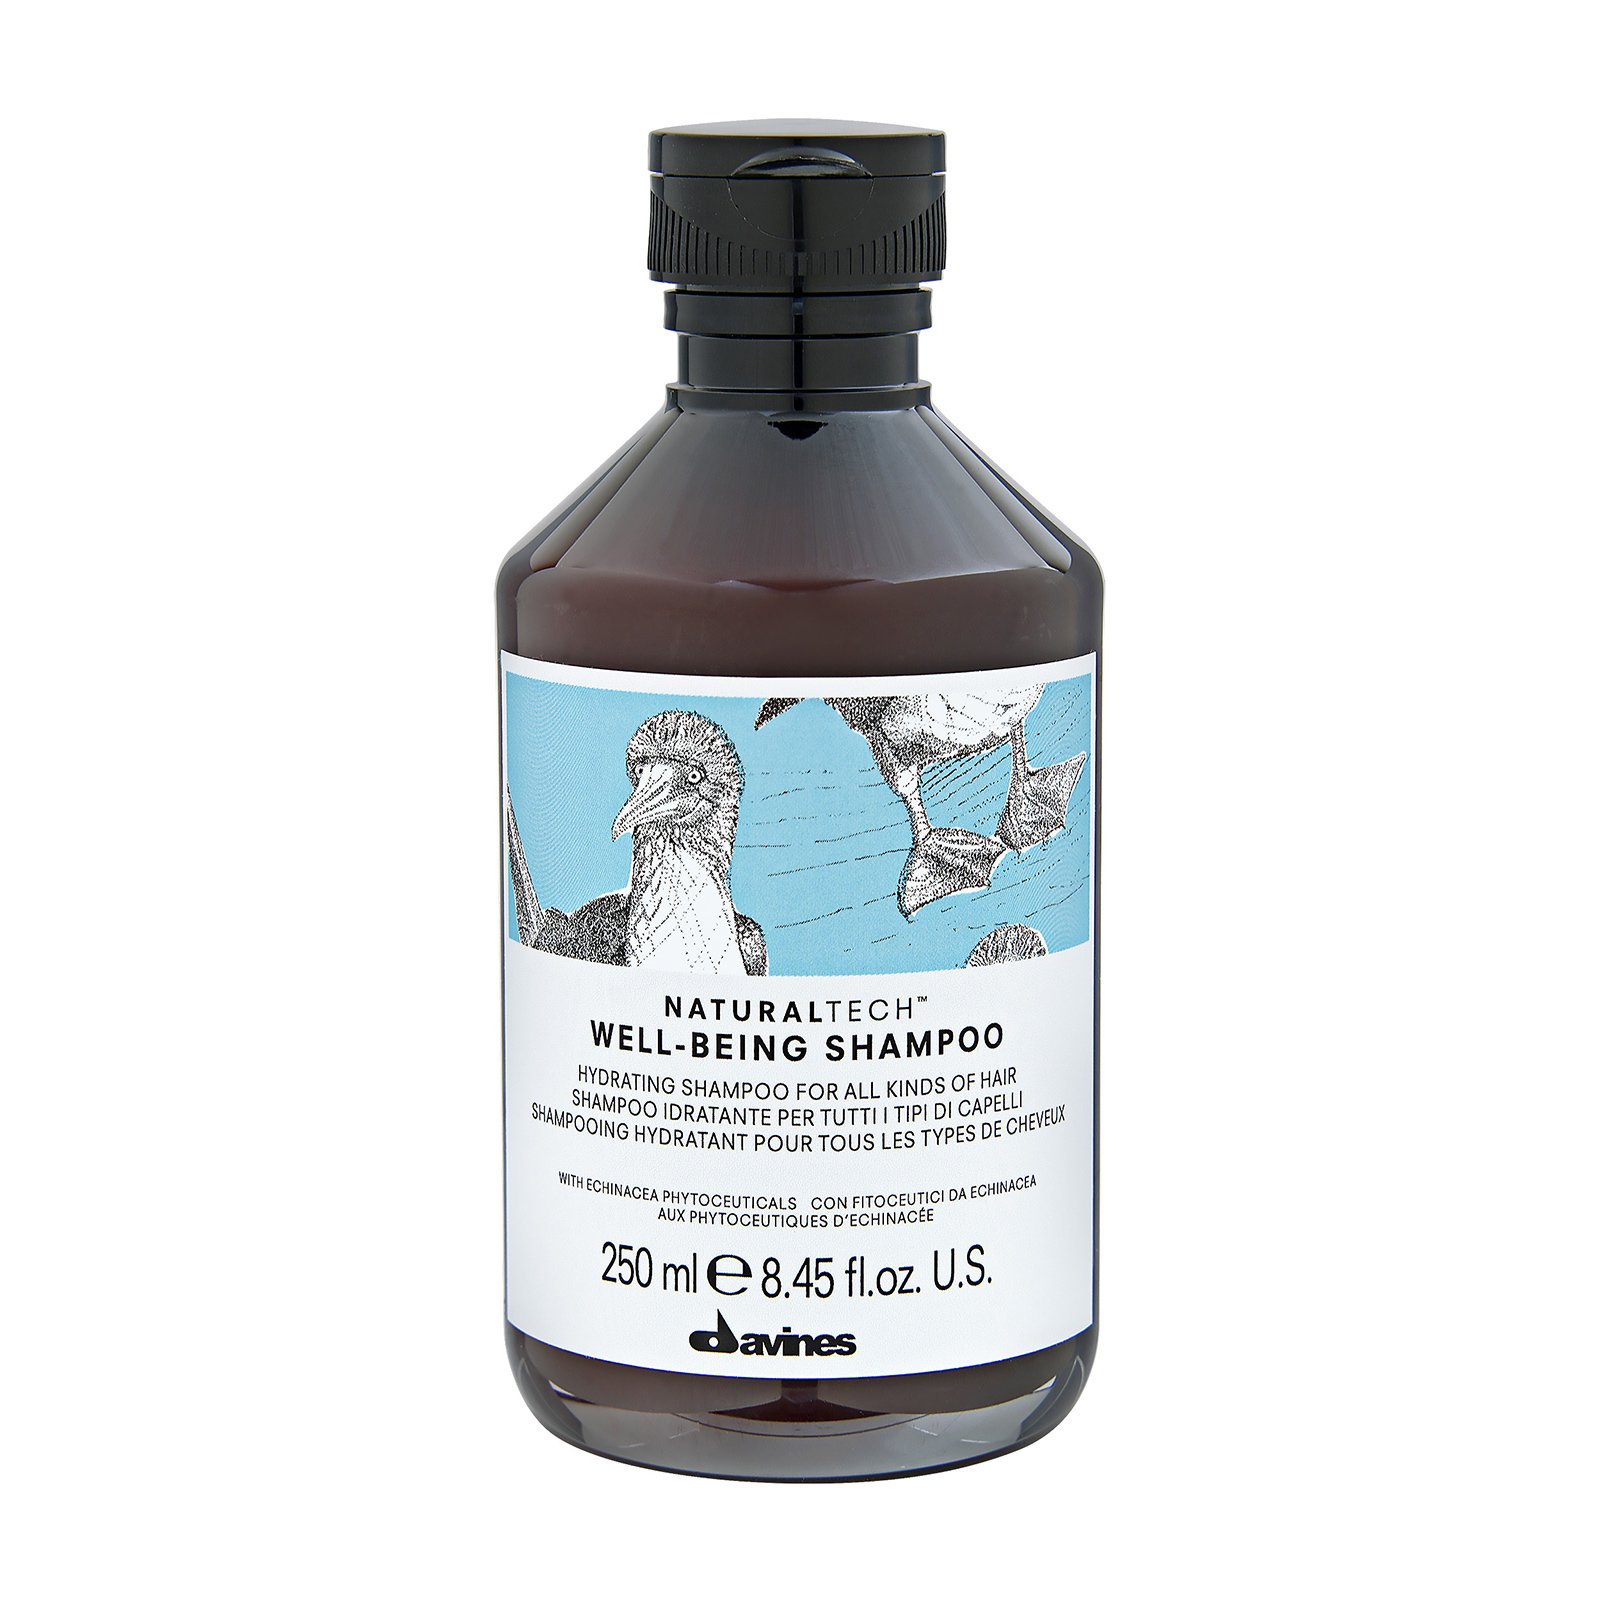 NATURALTECH™
WELL-BEING SHAMPOO
HYDRATING SHAMPOO FOR ALL KINDS OF HAIR
SHAMPOO IDRATANTE PER TUTTI I TIPI DI CAPELLI
SHAMPOOING HYDRATANT POUR TOUS LES TYPES DE CHEVEUX
WITH ECHINACEA PHYTOCEUTICALS CON FITOCEUTICI DA ECHINACEA
AUX PHYTOCEUTIQUES D'ECHINACÉE
250 ml ℮ 8.45 fl.oz. U.S.
davines